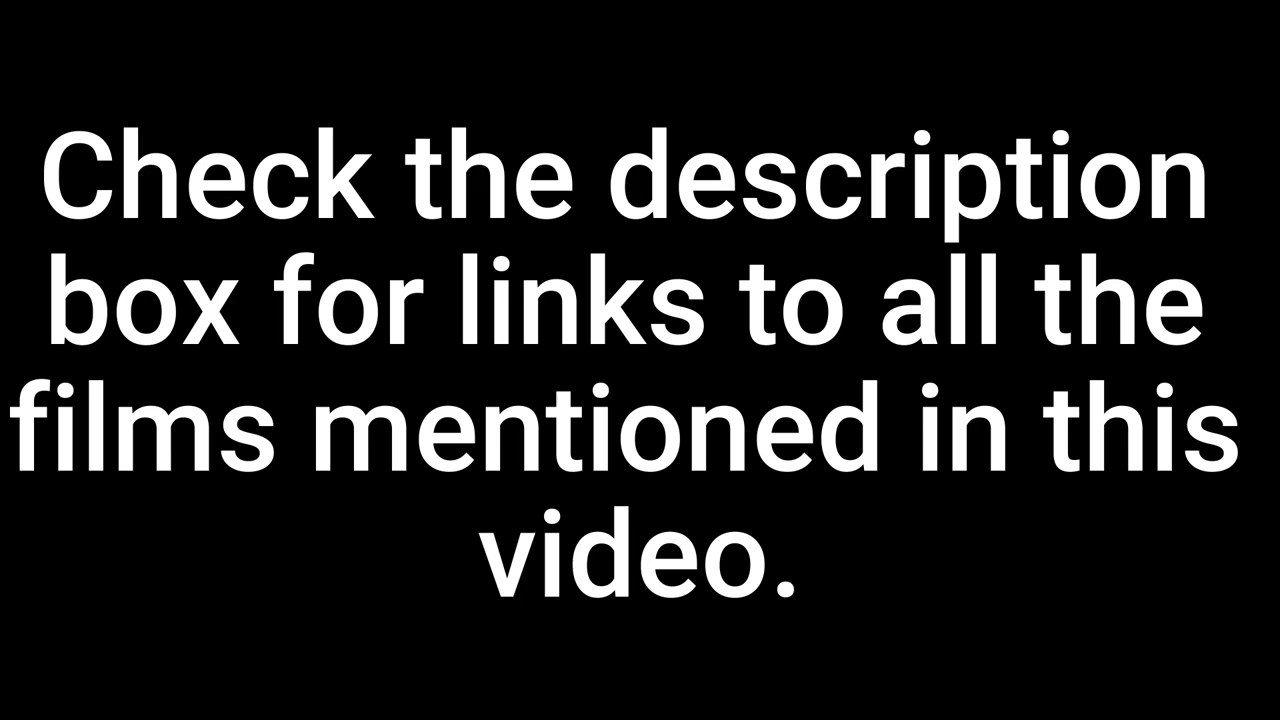 Check the description
box for links to all the
films mentioned in this
video.